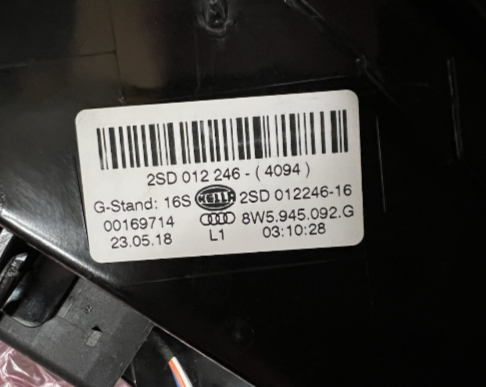 2SD 012 246- ( 4094 )
G-Stand: 16S HELLA 2SD 012246-16
00169714 8W5.945.092.G
23.05.18 L1 03:10:28